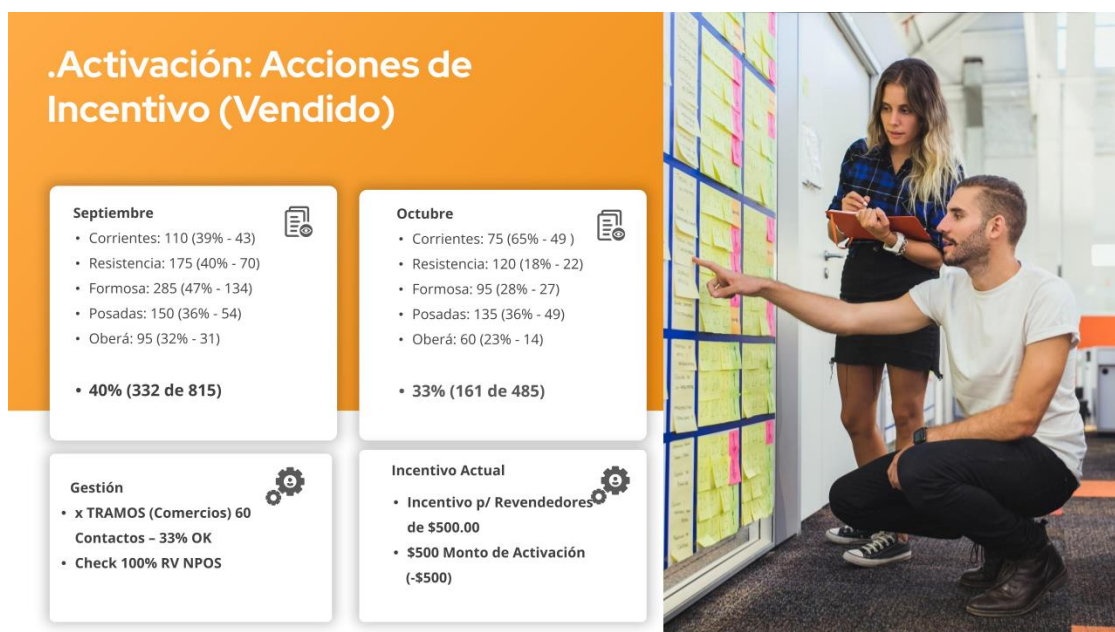 .Activación: Acciones de
Incentivo (Vendido)
Septiembre
• Corrientes: 110 (39% - 43)
• Resistencia: 175 (40% - 70)
• Formosa: 285 (47% - 134)
• Posadas: 150 (36% - 54)
• Oberá: 95 (32% - 31)
• 40% (332 de 815)
Octubre
• Corrientes: 75 (65% - 49 )
• Resistencia: 120 (18% - 22)
• Formosa: 95 (28% - 27)
• Posadas: 135 (36% - 49)
• Oberá: 60 (23% - 14)
• 33% (161 de 485)
Gestión
• x TRAMOS (Comercios) 60
Contactos – 33% OK
• Check 100% RV NPOS
Incentivo Actual
• Incentivo p/ Revendedores
de $500.00
• $500 Monto de Activación
(-$500)